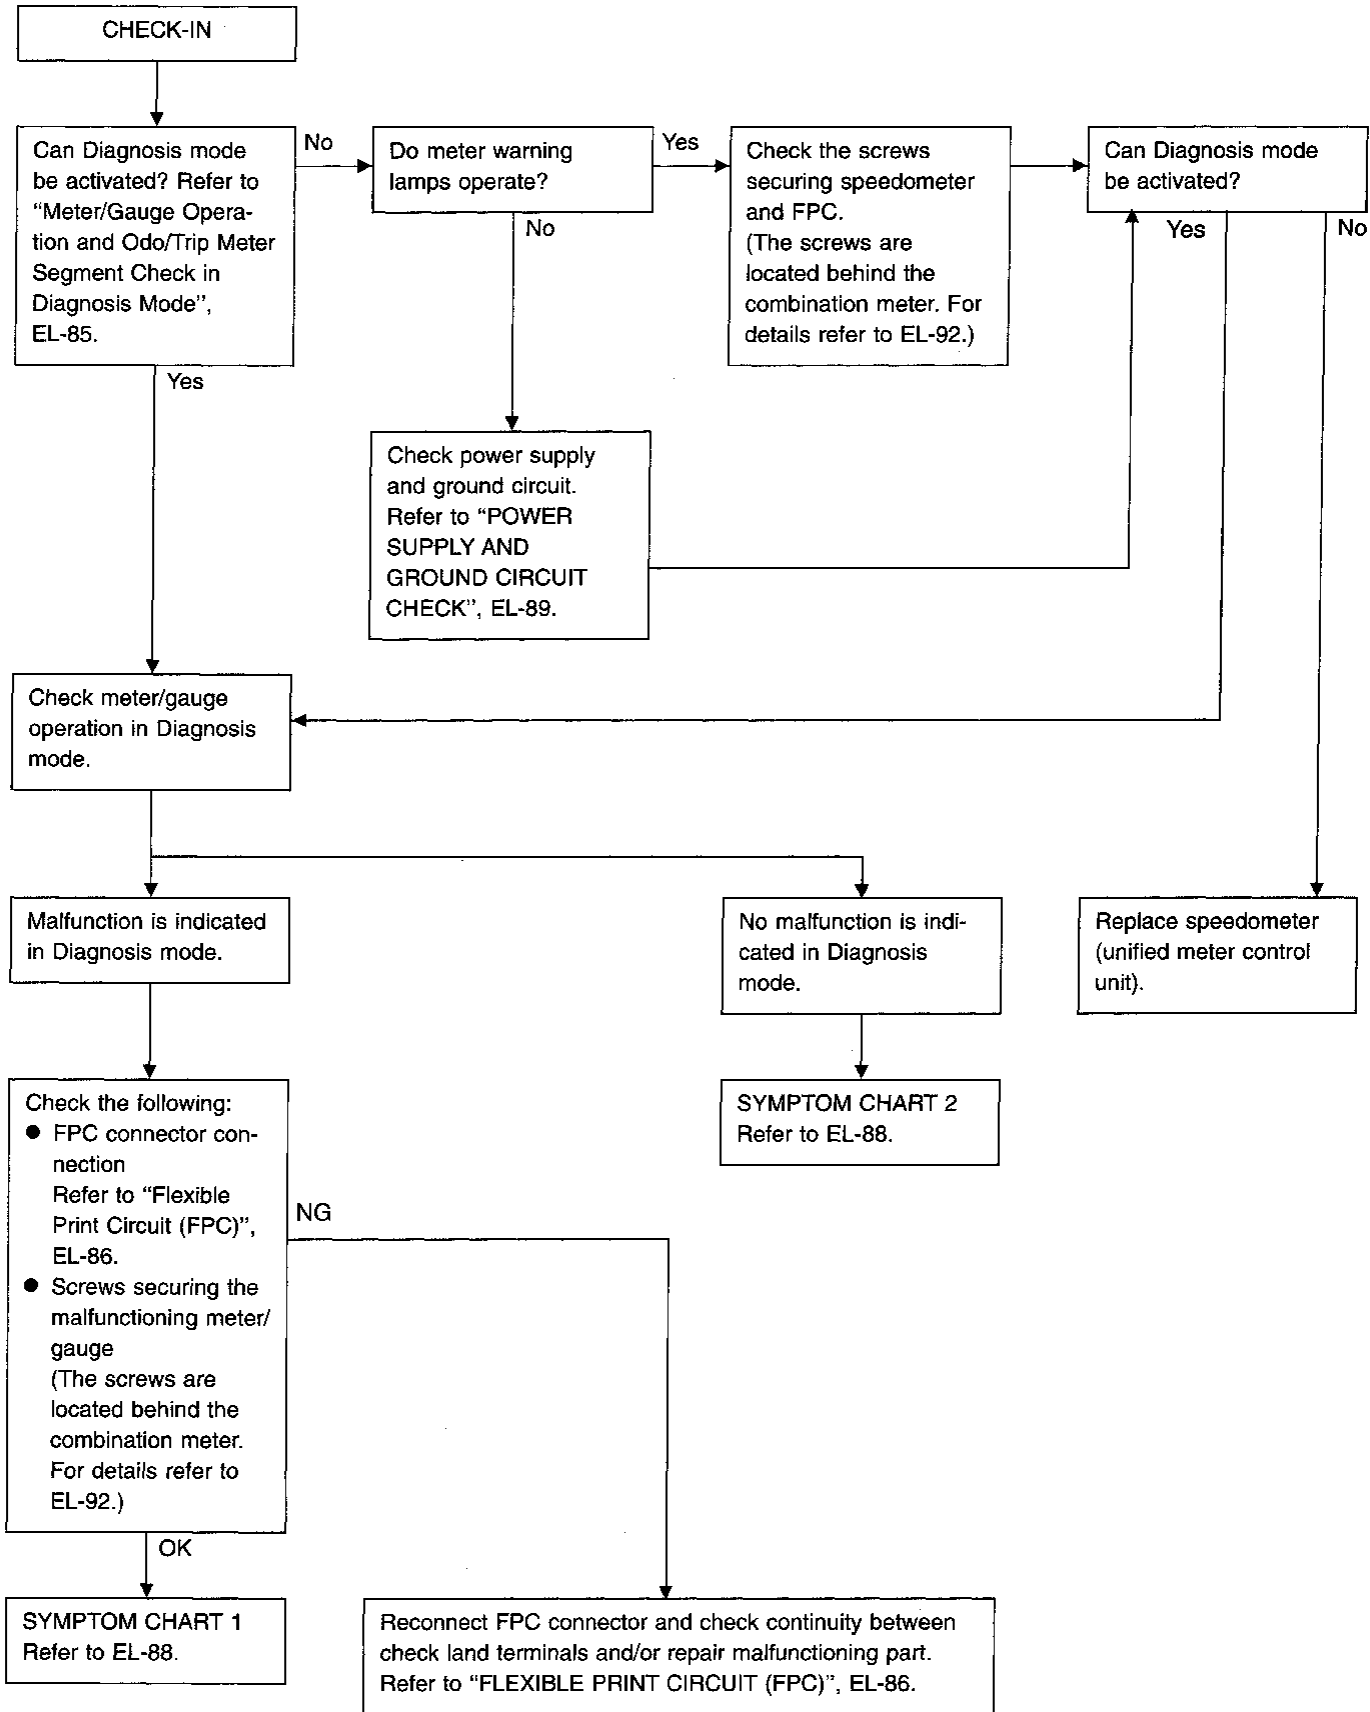 CHECK-IN
Can Diagnosis mode
be activated? Refer to
“Meter/Gauge Opera-
tion and Odo/Trip Meter
Segment Check in
Diagnosis Mode”,
EL-85.
No
Do meter warning
lamps operate?
Yes
Check the screws
securing speedometer
and FPC.
(The screws are
located behind the
combination meter. For
details refer to EL-92.)
Can Diagnosis mode
be activated?
Yes
No
No
Yes
Check power supply
and ground circuit.
Refer to “POWER
SUPPLY AND
GROUND CIRCUIT
CHECK”, EL-89.
Check meter/gauge
operation in Diagnosis
mode.
Malfunction is indicated
in Diagnosis mode.
No malfunction is indi-
cated in Diagnosis
mode.
Replace speedometer
(unified meter control
unit).
Check the following:
● FPC connector con-
nection
Refer to “Flexible
Print Circuit (FPC)”,
EL-86.
● Screws securing the
malfunctioning meter/
gauge
(The screws are
located behind the
combination meter.
For details refer to
EL-92.)
NG
SYMPTOM CHART 2
Refer to EL-88.
OK
SYMPTOM CHART 1
Refer to EL-88.
Reconnect FPC connector and check continuity between
check land terminals and/or repair malfunctioning part.
Refer to “FLEXIBLE PRINT CIRCUIT (FPC)”, EL-86.